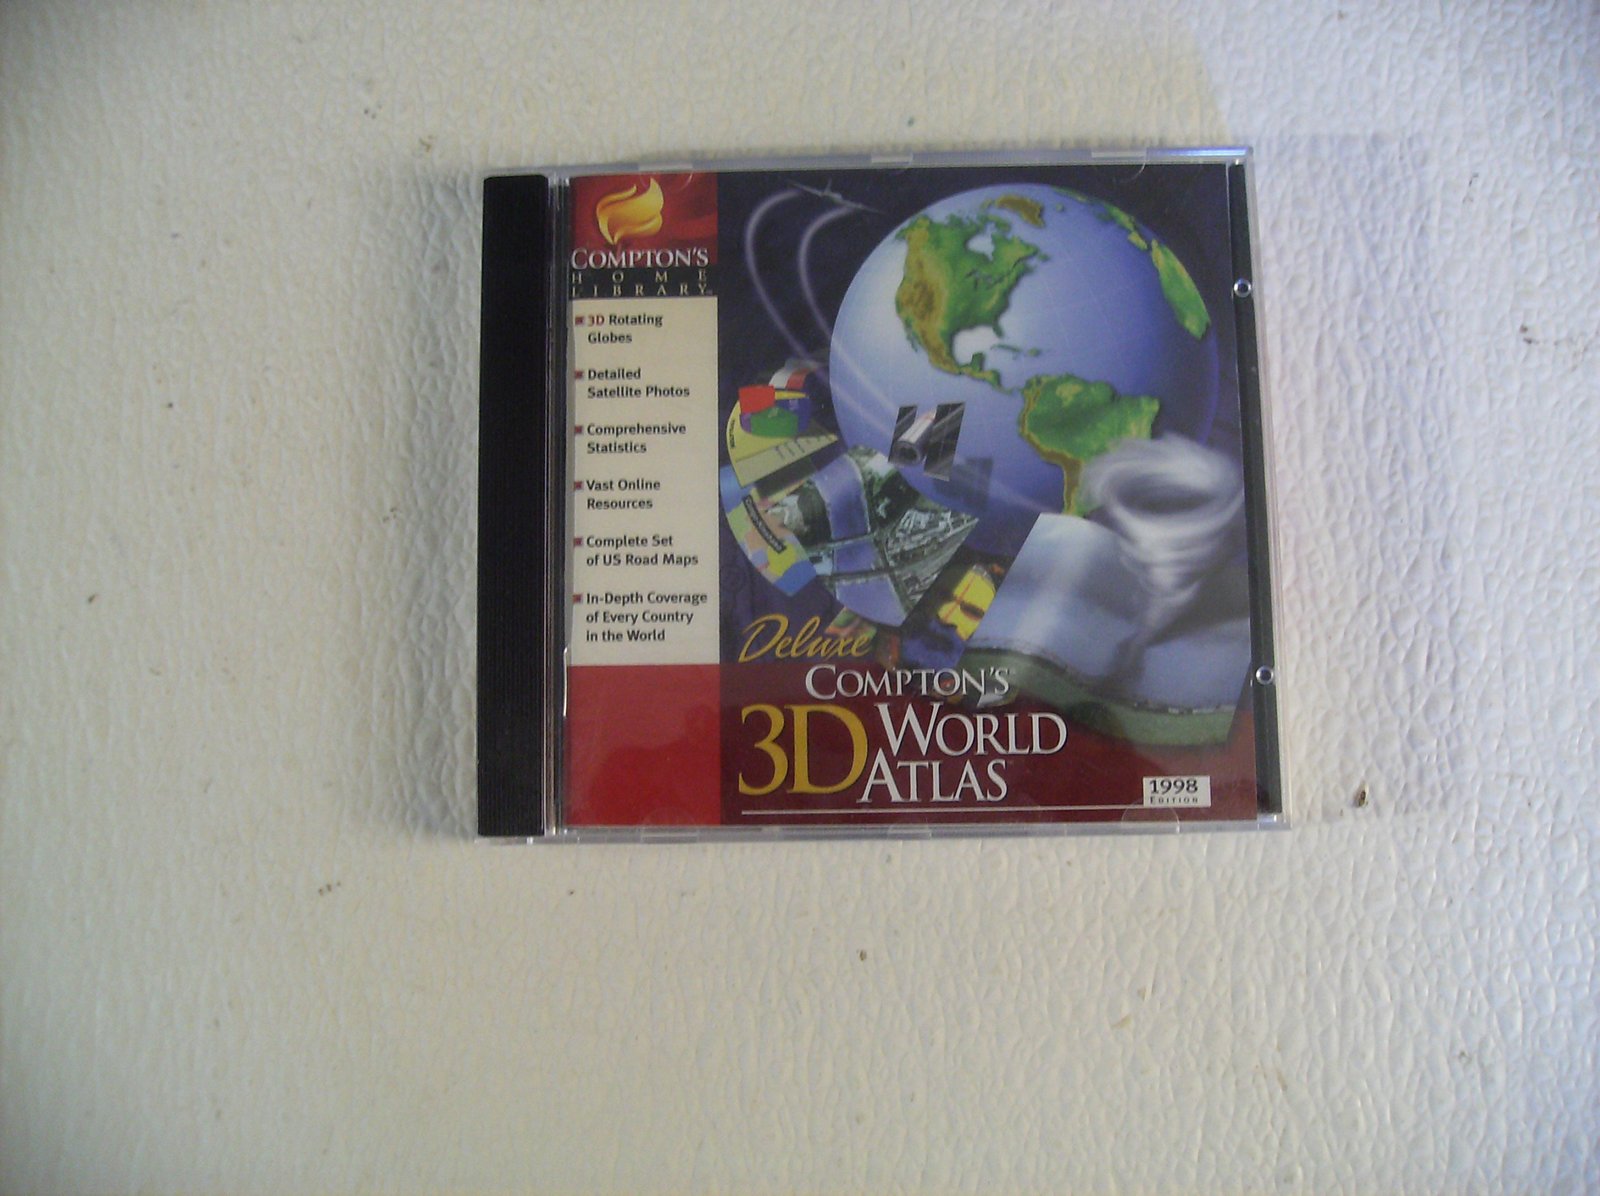 COMPTON'S
HOME
LIBRARY
3D Rotating
Globes
Detailed
Satellite Photos
Comprehensive
Statistics
Vast Online
Resources
Complete Set
of US Road Maps
In-Depth Coverage
of Every Country
in the World
Deluxe
COMPTON'S
3D WORLD
ATLAS
1998
EDITION